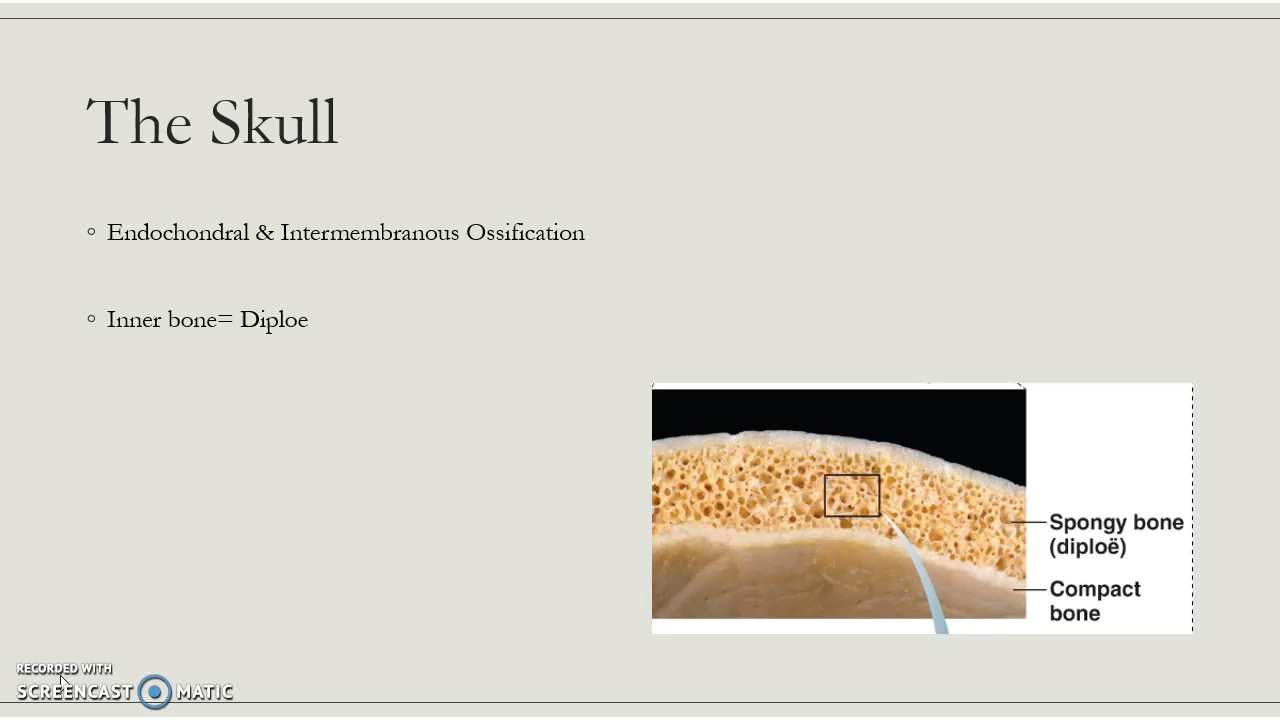 The Skull
◦ Endochondral & Intermembranous Ossification
◦ Inner bone= Diploe
Spongy bone
(diploë)
Compact
bone
RECORDED WITH
SCREENCAST MATIC